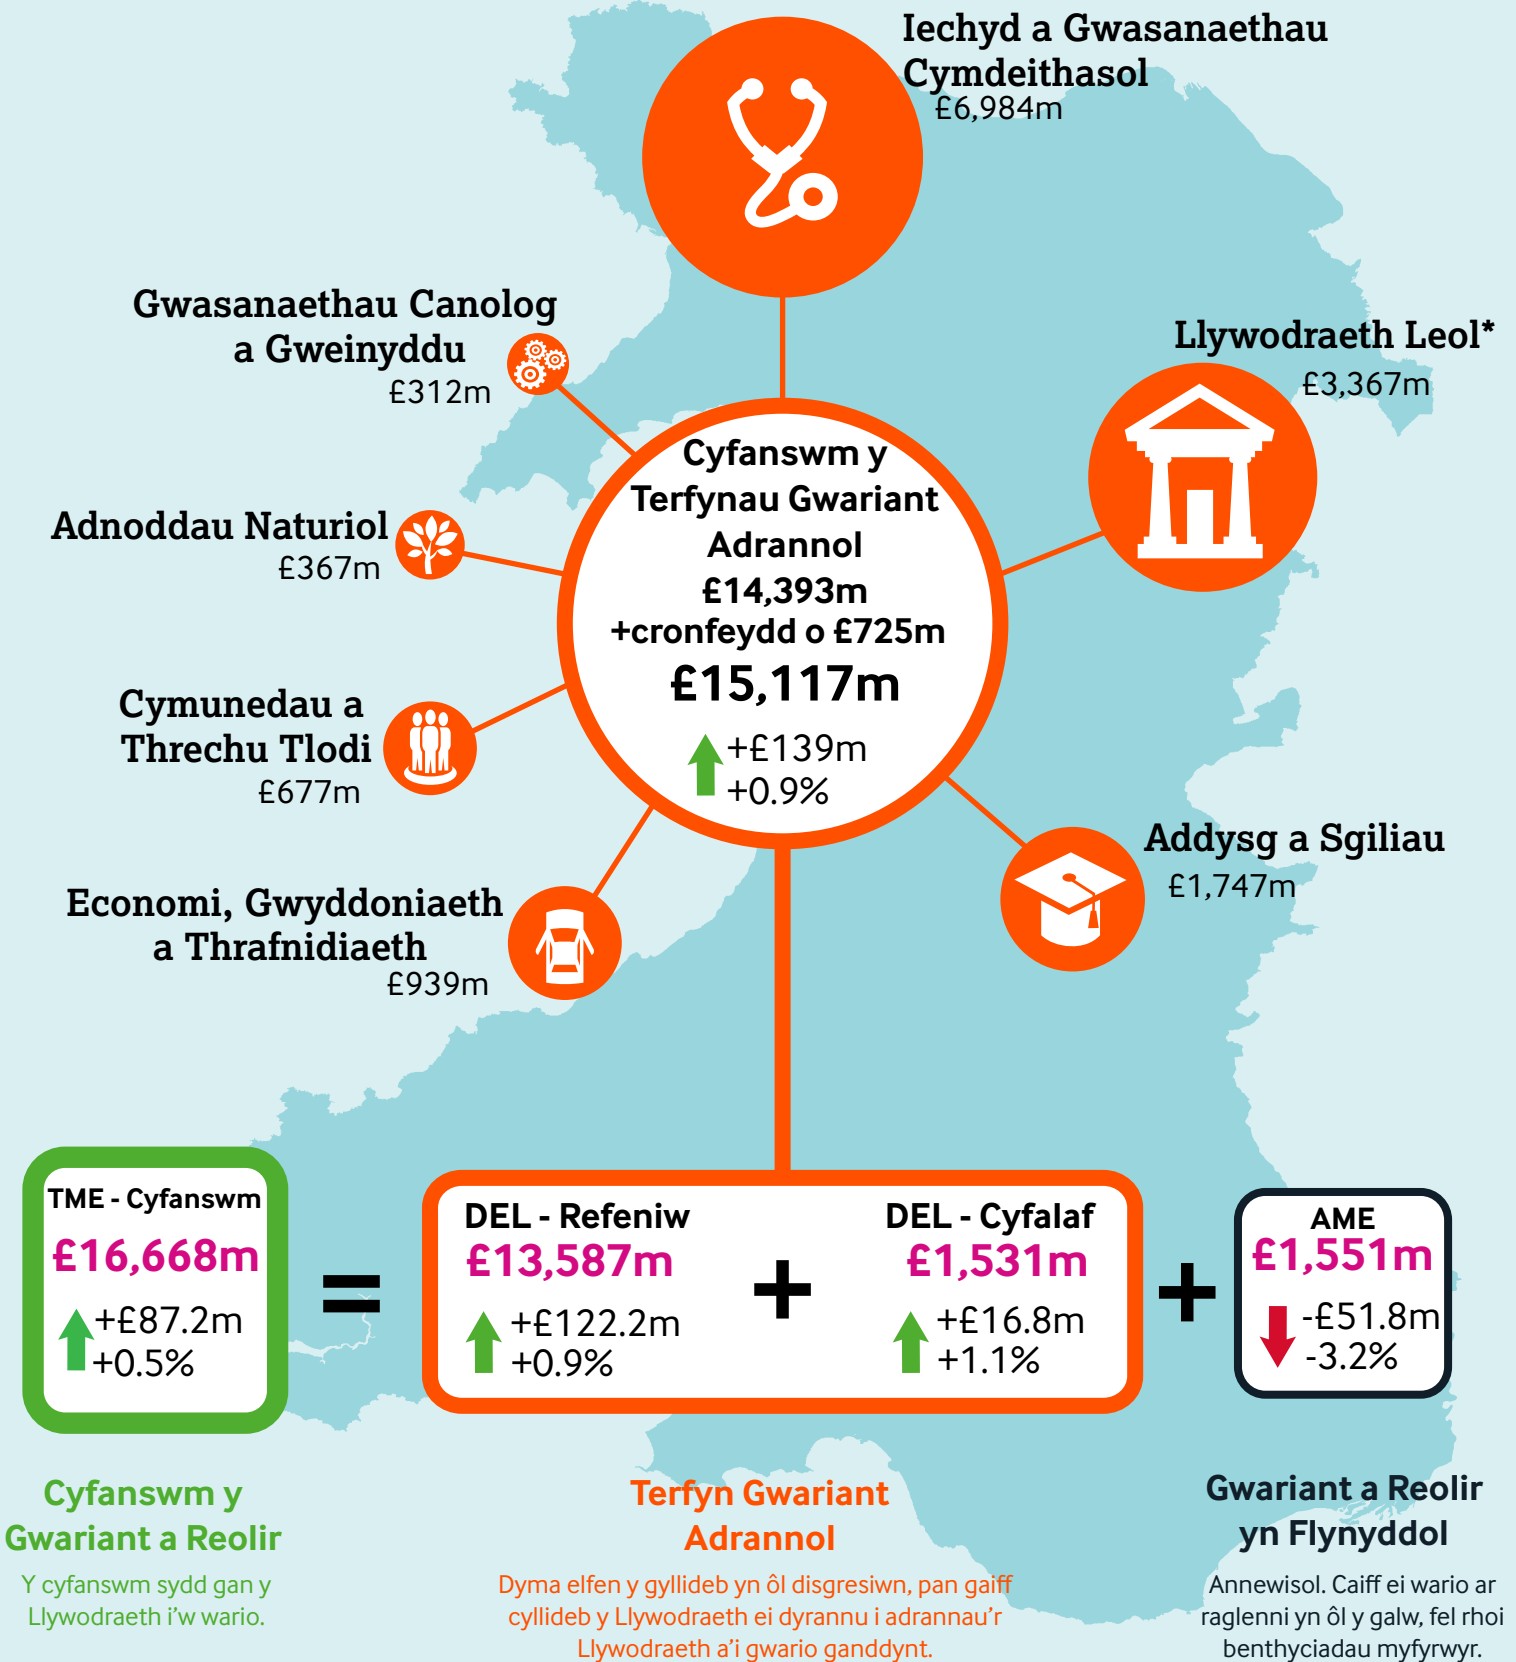 Iechyd a Gwasanaethau
Cymdeithasol
£6,984m
Gwasanaethau Canolog
a Gweinyddu
£312m
Llywodraeth Leol*
£3,367m
Adnoddau Naturiol
£367m
Cyfanswm y
Terfynau Gwariant
Adrannol
£14,393m
+cronfeydd o £725m
£15,117m
+£139m
+0.9%
Cymunedau a
Threchu Tlodi
£677m
Addysg a Sgiliau
£1,747m
Economi, Gwyddoniaeth
a Thrafnidiaeth
£939m
TME - Cyfanswm
£16,668m
+£87.2m
+0.5%
=
DEL - Refeniw
£13,587m
+£122.2m
+0.9%
+
DEL - Cyfalaf
£1,531m
+£16.8m
+1.1%
+
AME
£1,551m
-£51.8m
-3.2%
Cyfanswm y
Gwariant a Reolir
Y cyfanswm sydd gan y
Llywodraeth i'w wario.
Terfyn Gwariant
Adrannol
Dyma elfen y gyllideb yn ôl disgresiwn, pan gaiff
cyllideb y Llywodraeth ei dyrannu i adrannau'r
Llywodraeth a'i gwario ganddynt.
Gwariant a Reolir
yn Flynyddol
Annewisol. Caiff ei wario ar
raglenni yn ôl y galw, fel rhoi
benthyciadau myfyrwyr.